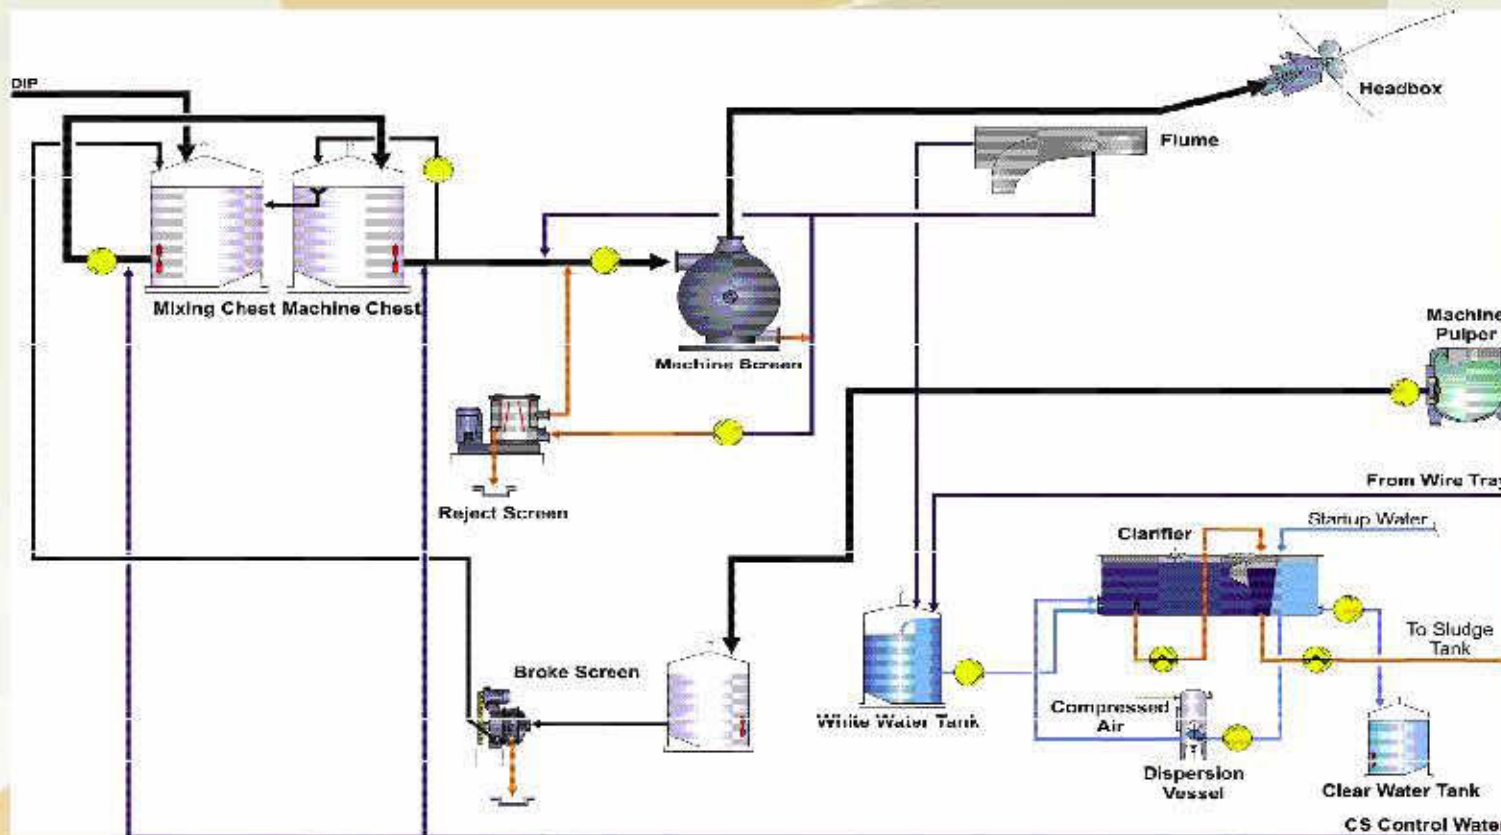 DIP
Headbox
Flume
Mixing Chest
Machine Chest
Machine Screen
Machine
Pulper
Reject Screen
From Wire Tray
Startup Water
Clarifier
To Sludge
Tank
Broke Screen
White Water Tank
Compressed
Air
Dispersion
Vessel
Clear Water Tank
CS Control Water